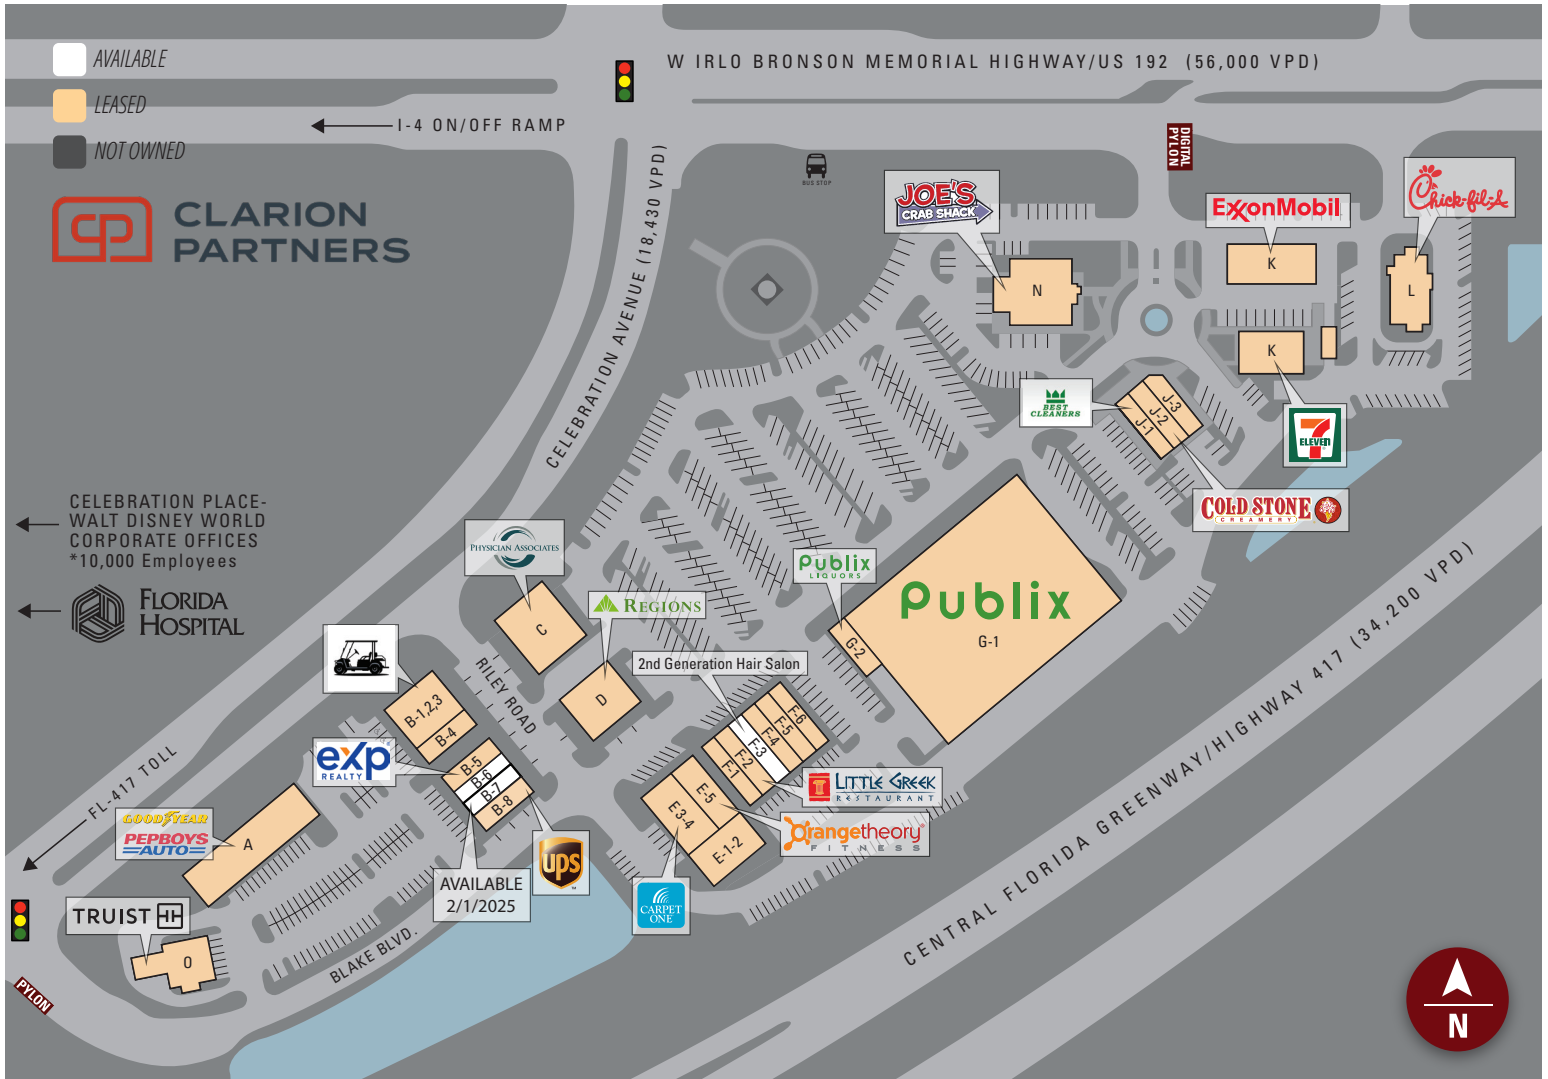 AVAILABLE
LEASED
NOT OWNED
W IRLO BRONSON MEMORIAL HIGHWAY/US 192 (56,000 VPD)
I-4 ON/OFF RAMP
CLARION
PARTNERS
CELEBRATION AVENUE (18,430 VPD)
BUS STOP
DIGITAL
PYLON
JOE'S
CRAB SHACK
ExxonMobil
Chick-fil-A
N
K
L
K
BEST
CLEANERS
J-3
J-2
J-1
7
ELEVEN
COLD STONE
CREAMERY
CELEBRATION PLACE-
WALT DISNEY WORLD
CORPORATE OFFICES
*10,000 Employees
FLORIDA
HOSPITAL
PHYSICIAN ASSOCIATES
C
REGIONS
D
Publix
LIQUORS
G-2
Publix
G-1
2nd Generation Hair Salon
F-6
F-5
F-4
F-3
F-2
F-1
RILEY ROAD
B-1,2,3
B-4
exp
REALTY
B-5
B-6
B-7
B-8
LITTLE GREEK
RESTAURANT
E-5
E 3-4
E-1-2
Orangetheory
FITNESS
CARPET
ONE
ups
AVAILABLE
2/1/2025
FL-417 TOLL
GOODYEAR
PEPBOYS
AUTO
A
TRUIST
O
BLAKE BLVD.
PYLON
CENTRAL FLORIDA GREENWAY/HIGHWAY 417 (34,200 VPD)
N